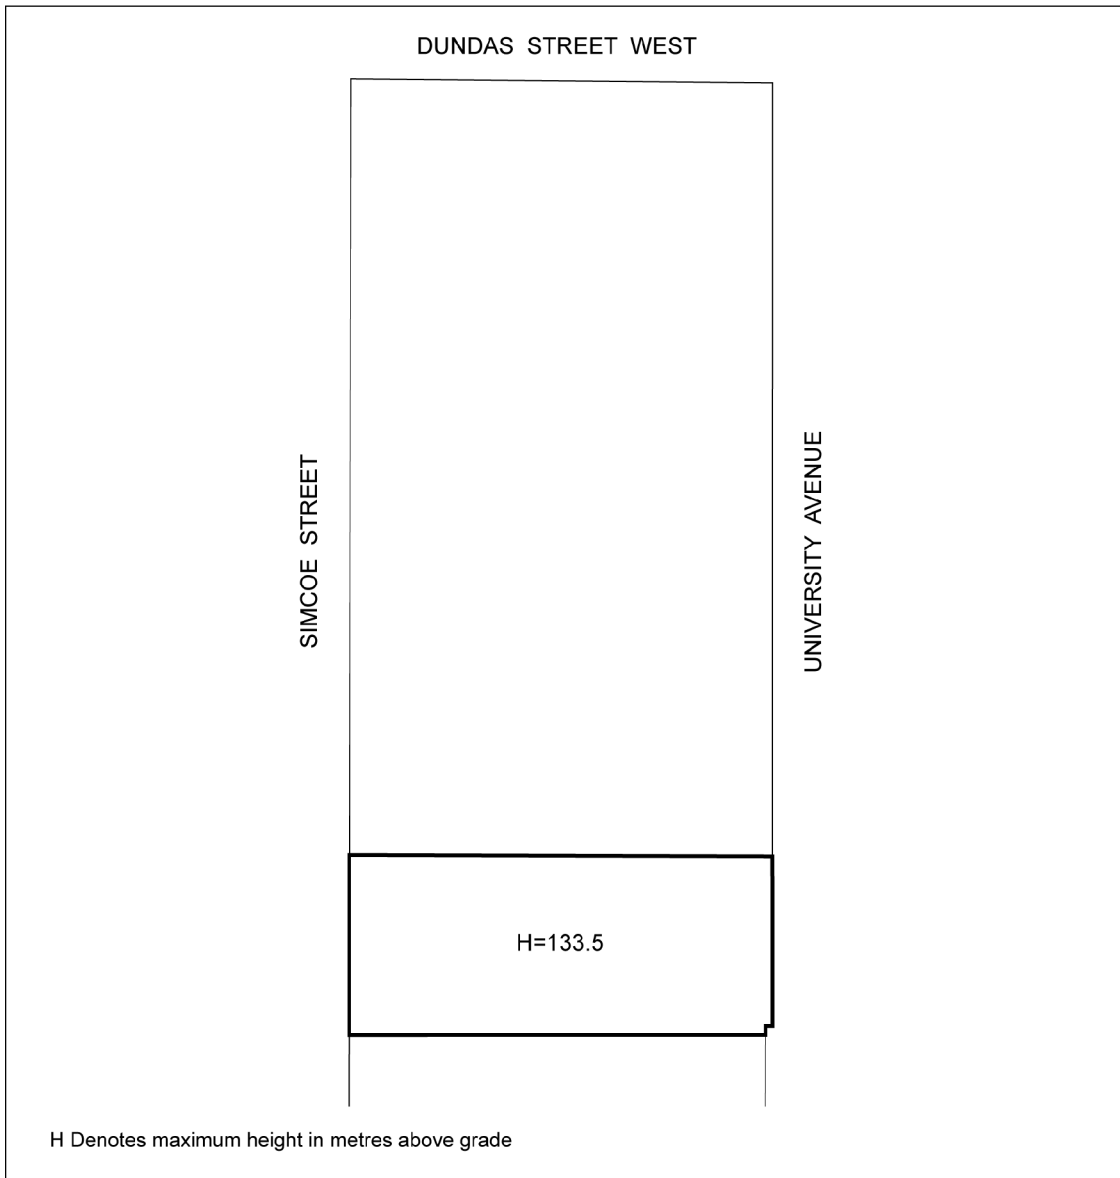 DUNDAS STREET WEST
SIMCOE STREET
UNIVERSITY AVENUE
H=133.5
H Denotes maximum height in metres above grade